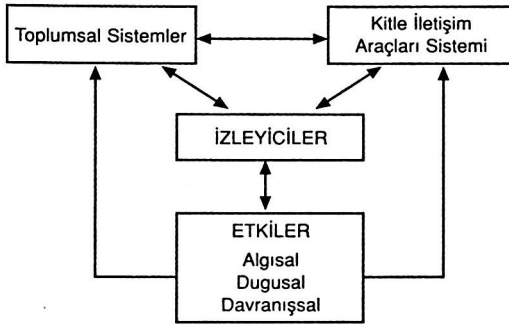 Toplumsal Sistemler
Kitle İletişim
Araçları Sistemi
İZLEYİCİLER
ETKİLER
Algısal
Dugusal
Davranışsal